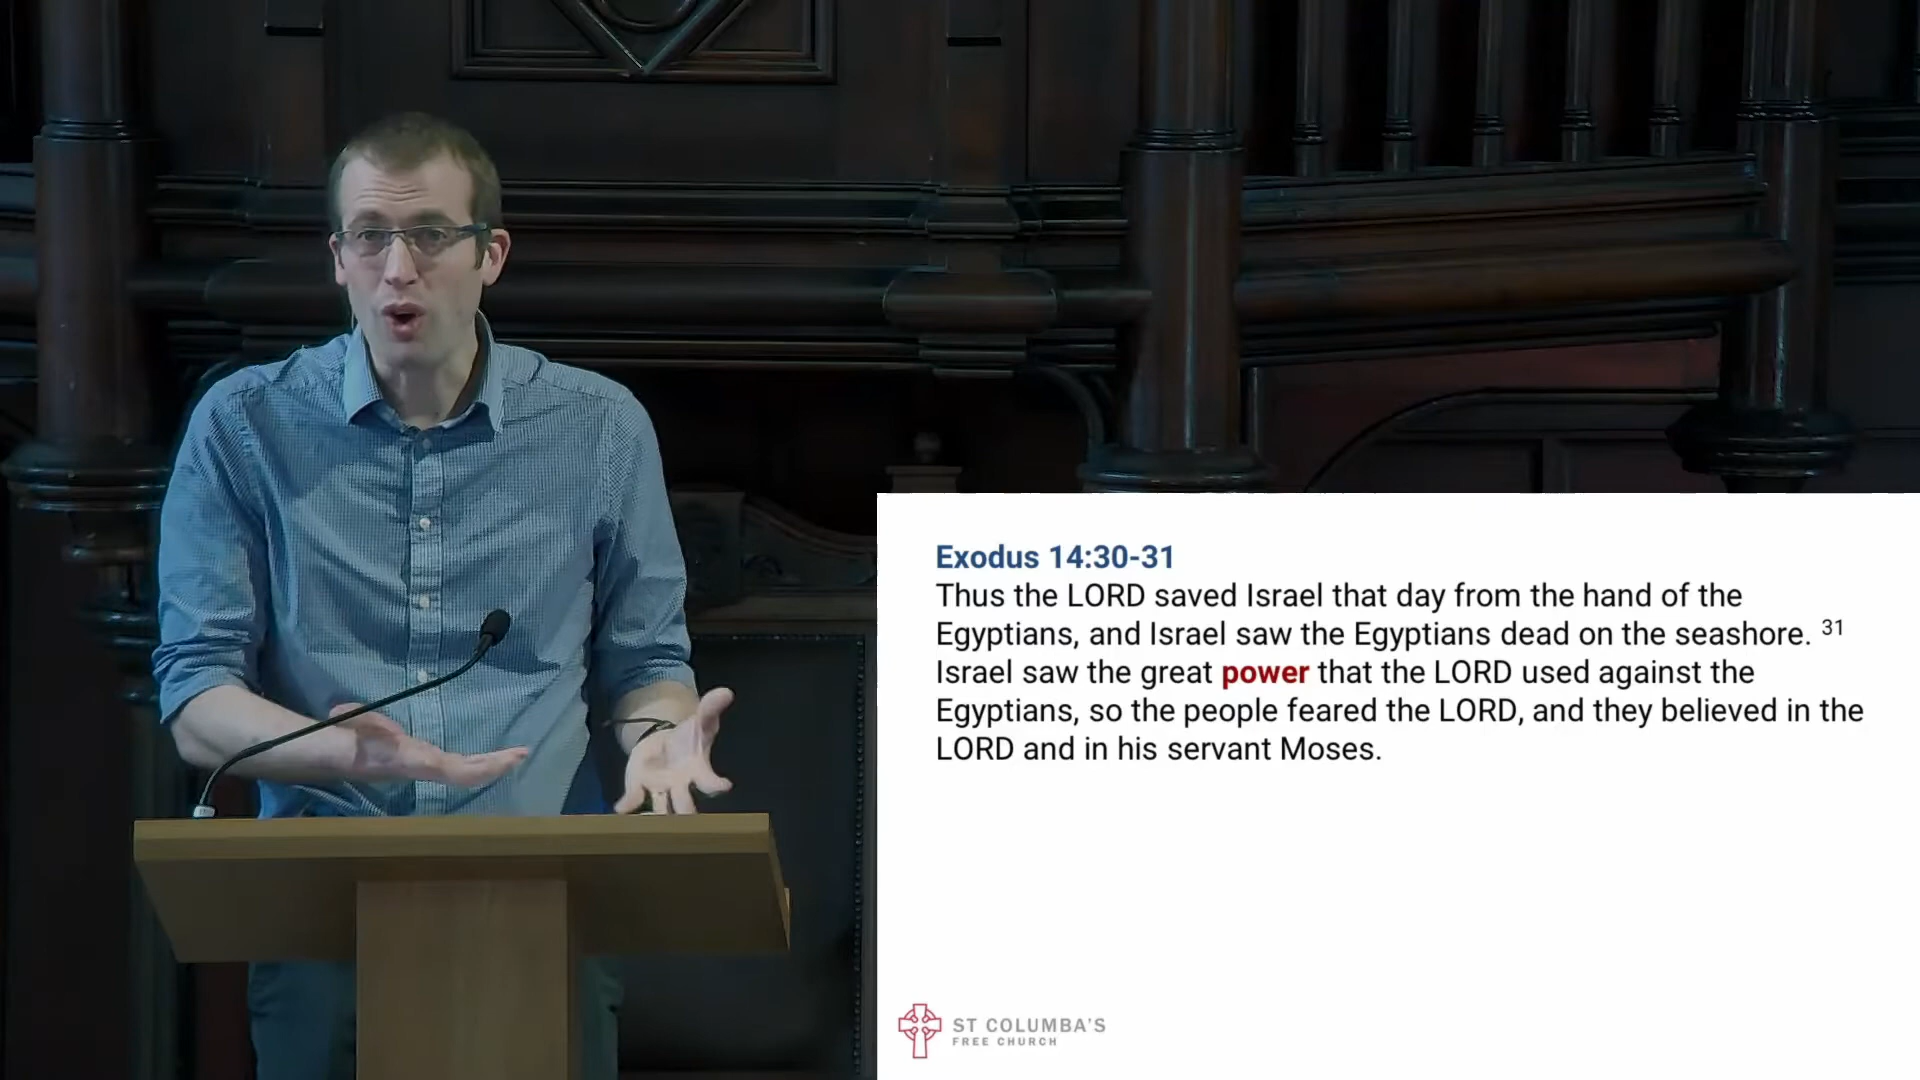 Exodus 14:30-31
Thus the LORD saved Israel that day from the hand of the
Egyptians, and Israel saw the Egyptians dead on the seashore. 31
Israel saw the great power that the LORD used against the
Egyptians, so the people feared the LORD, and they believed in the
LORD and in his servant Moses.
ST COLUMBA'S
FREE CHURCH